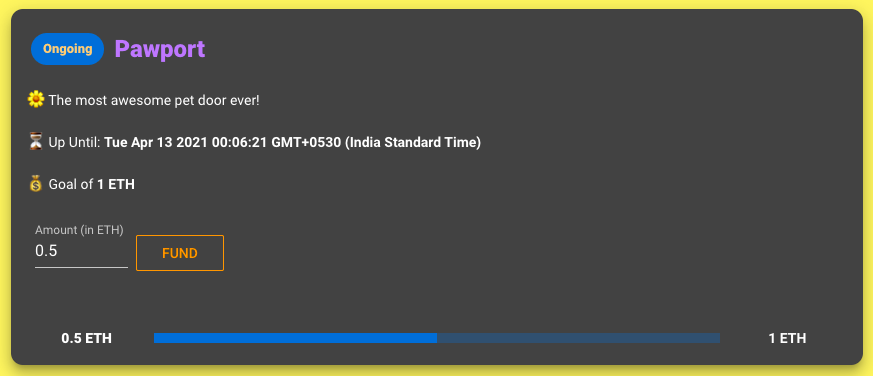 Ongoing Pawport
🌼 The most awesome pet door ever!
⏳ Up Until: Tue Apr 13 2021 00:06:21 GMT+0530 (India Standard Time)
💰 Goal of 1 ETH
Amount (in ETH)
0.5 FUND
0.5 ETH 1 ETH